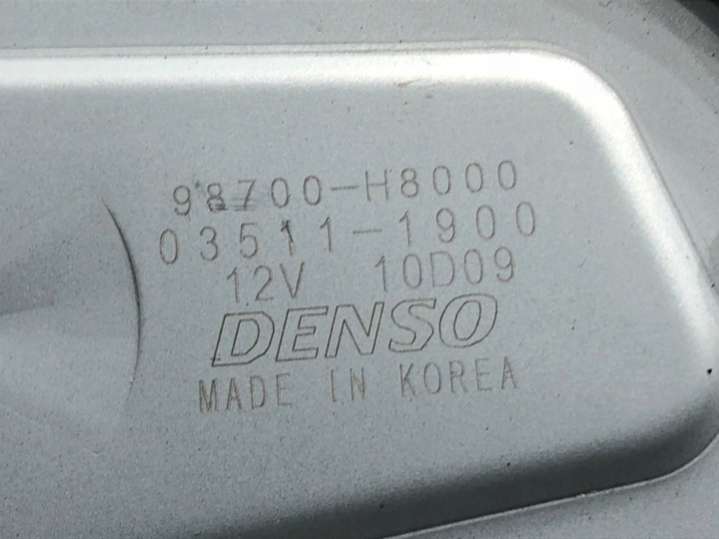 98700-H8000
03511-1900
12V 10D09
DENSO
MADE IN KOREA